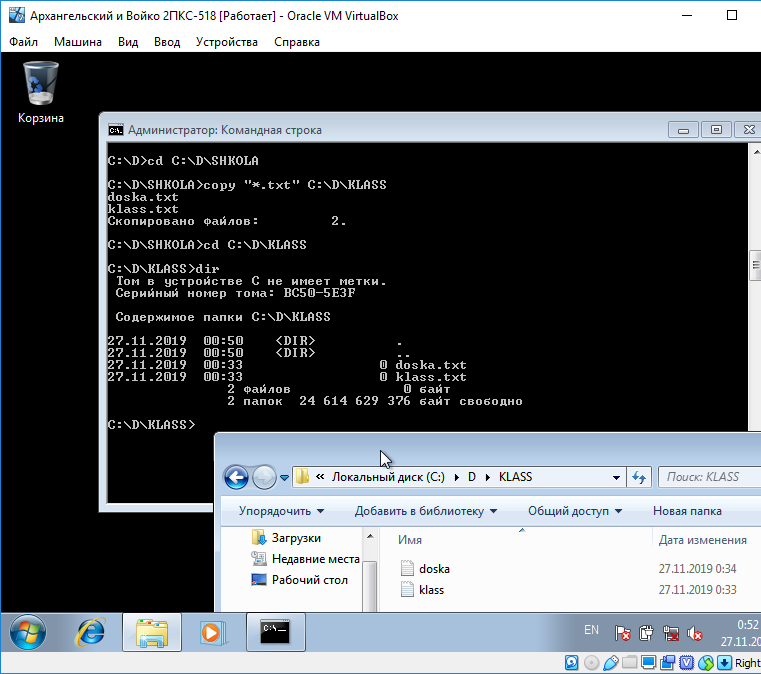 Архангельский и Войко 2ПКС-518 [Работает] - Oracle VM VirtualBox
Файл Машина Вид Ввод Устройства Справка
Корзина
Администратор: Командная строка
C:\D>cd C:\D\SHKOLA
C:\D\SHKOLA>copy "*.txt" C:\D\KLASS
doska.txt
klass.txt
Скопировано файлов: 2.
C:\D\SHKOLA>cd C:\D\KLASS
C:\D\KLASS>dir
Том в устройстве C не имеет метки.
Серийный номер тома: BC50-5E3F
Содержимое папки C:\D\KLASS
27.11.2019 00:50 <DIR> .
27.11.2019 00:50 <DIR> ..
27.11.2019 00:33 0 doska.txt
27.11.2019 00:33 0 klass.txt
2 файлов 0 байт
2 папок 24 614 629 376 байт свободно
C:\D\KLASS>
« Локальный диск (C:) D KLASS Поиск: KLASS
Упорядочить Добавить в библиотеку Общий доступ Новая папка
Загрузки
Недавние места
Рабочий стол
Имя Дата изменения
doska 27.11.2019 0:34
klass 27.11.2019 0:33
C:\
EN 0:52
27.11.20
Right